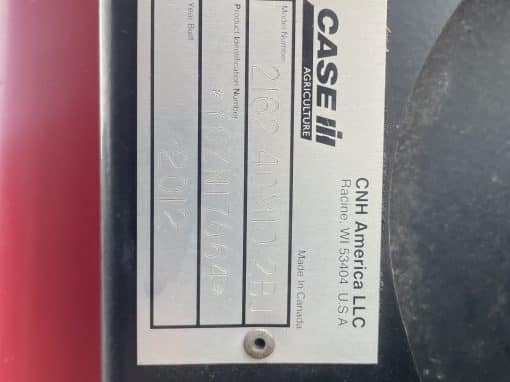 CASE III
AGRICULTURE
CNH America LLC
Racine, WI 53404 U.S.A
Made In Canada
Model Number
Product Identification Number
Year Built
2012